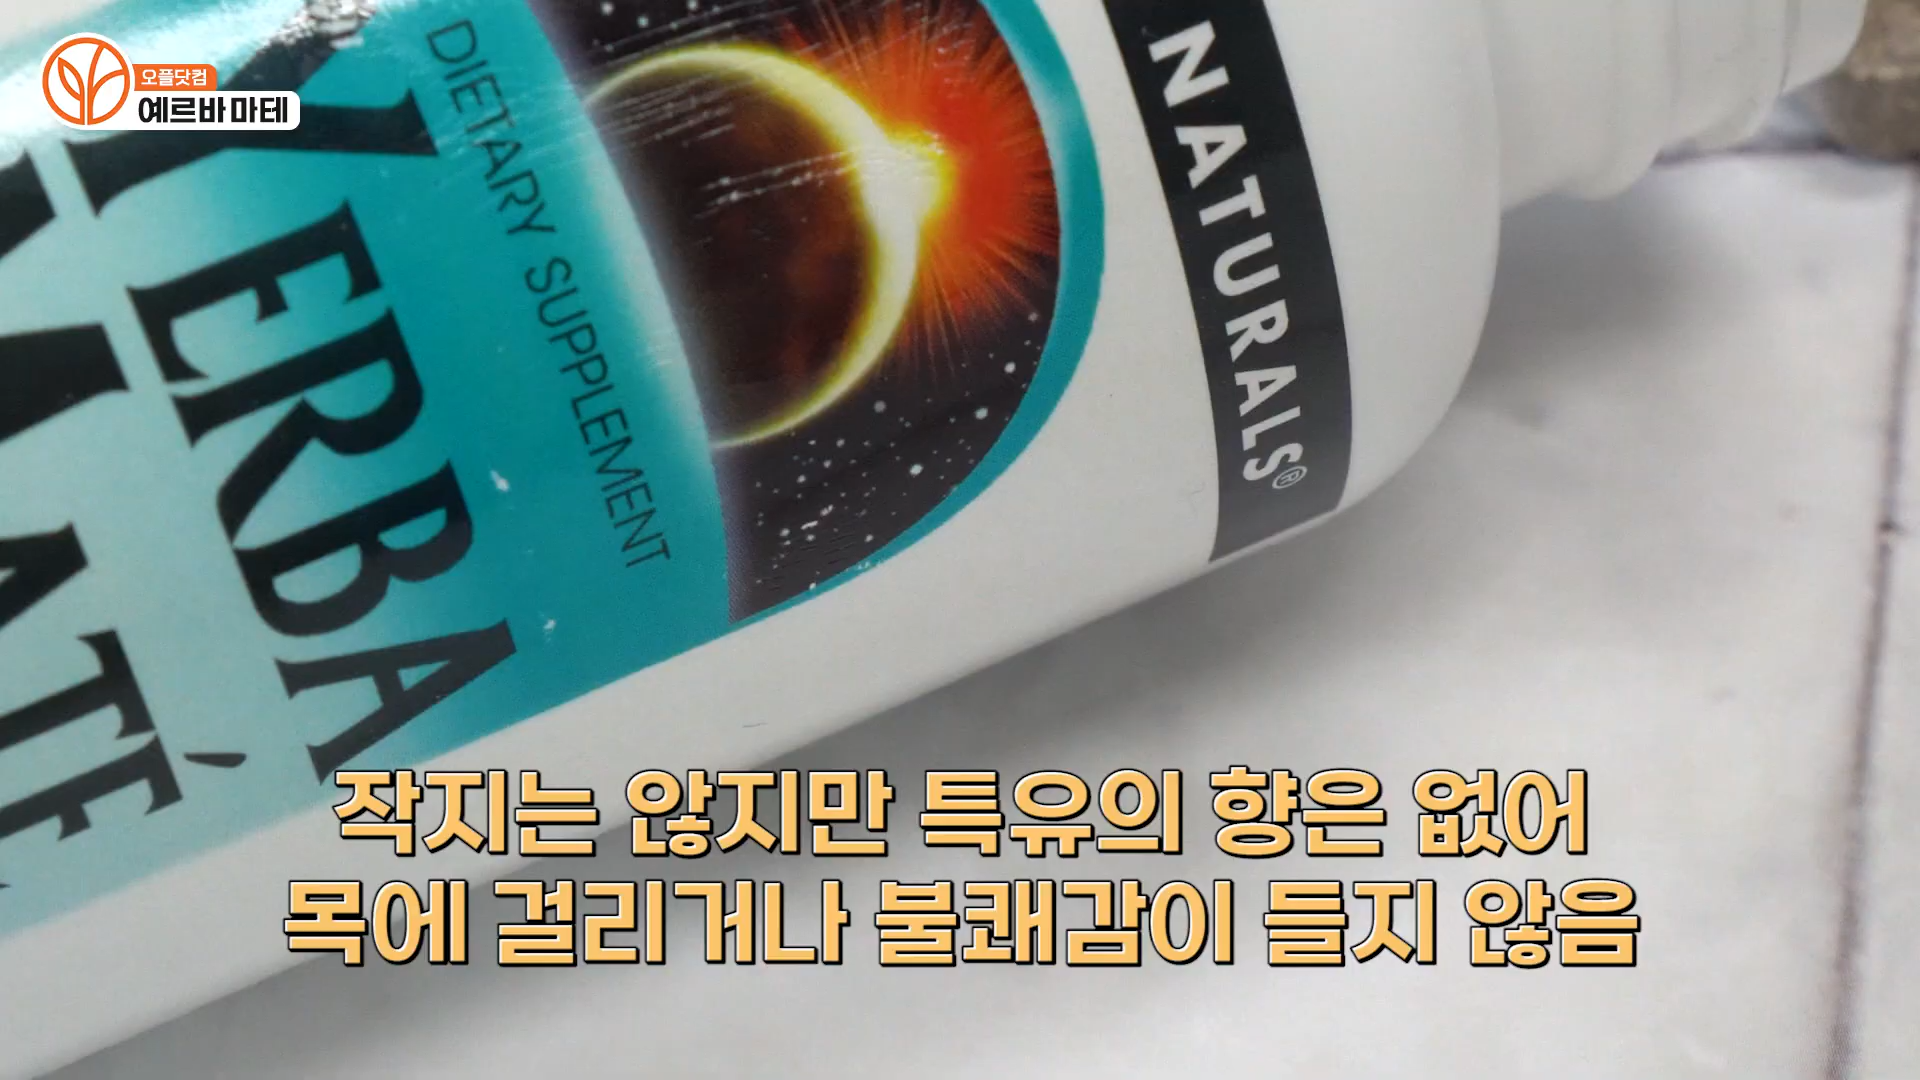 오플닷컴
예르바 마테
YERBA
MATÉ
DIETARY SUPPLEMENT
NATURALS®
작지는 않지만 특유의 향은 없어
목에 걸리거나 불쾌감이 들지 않음